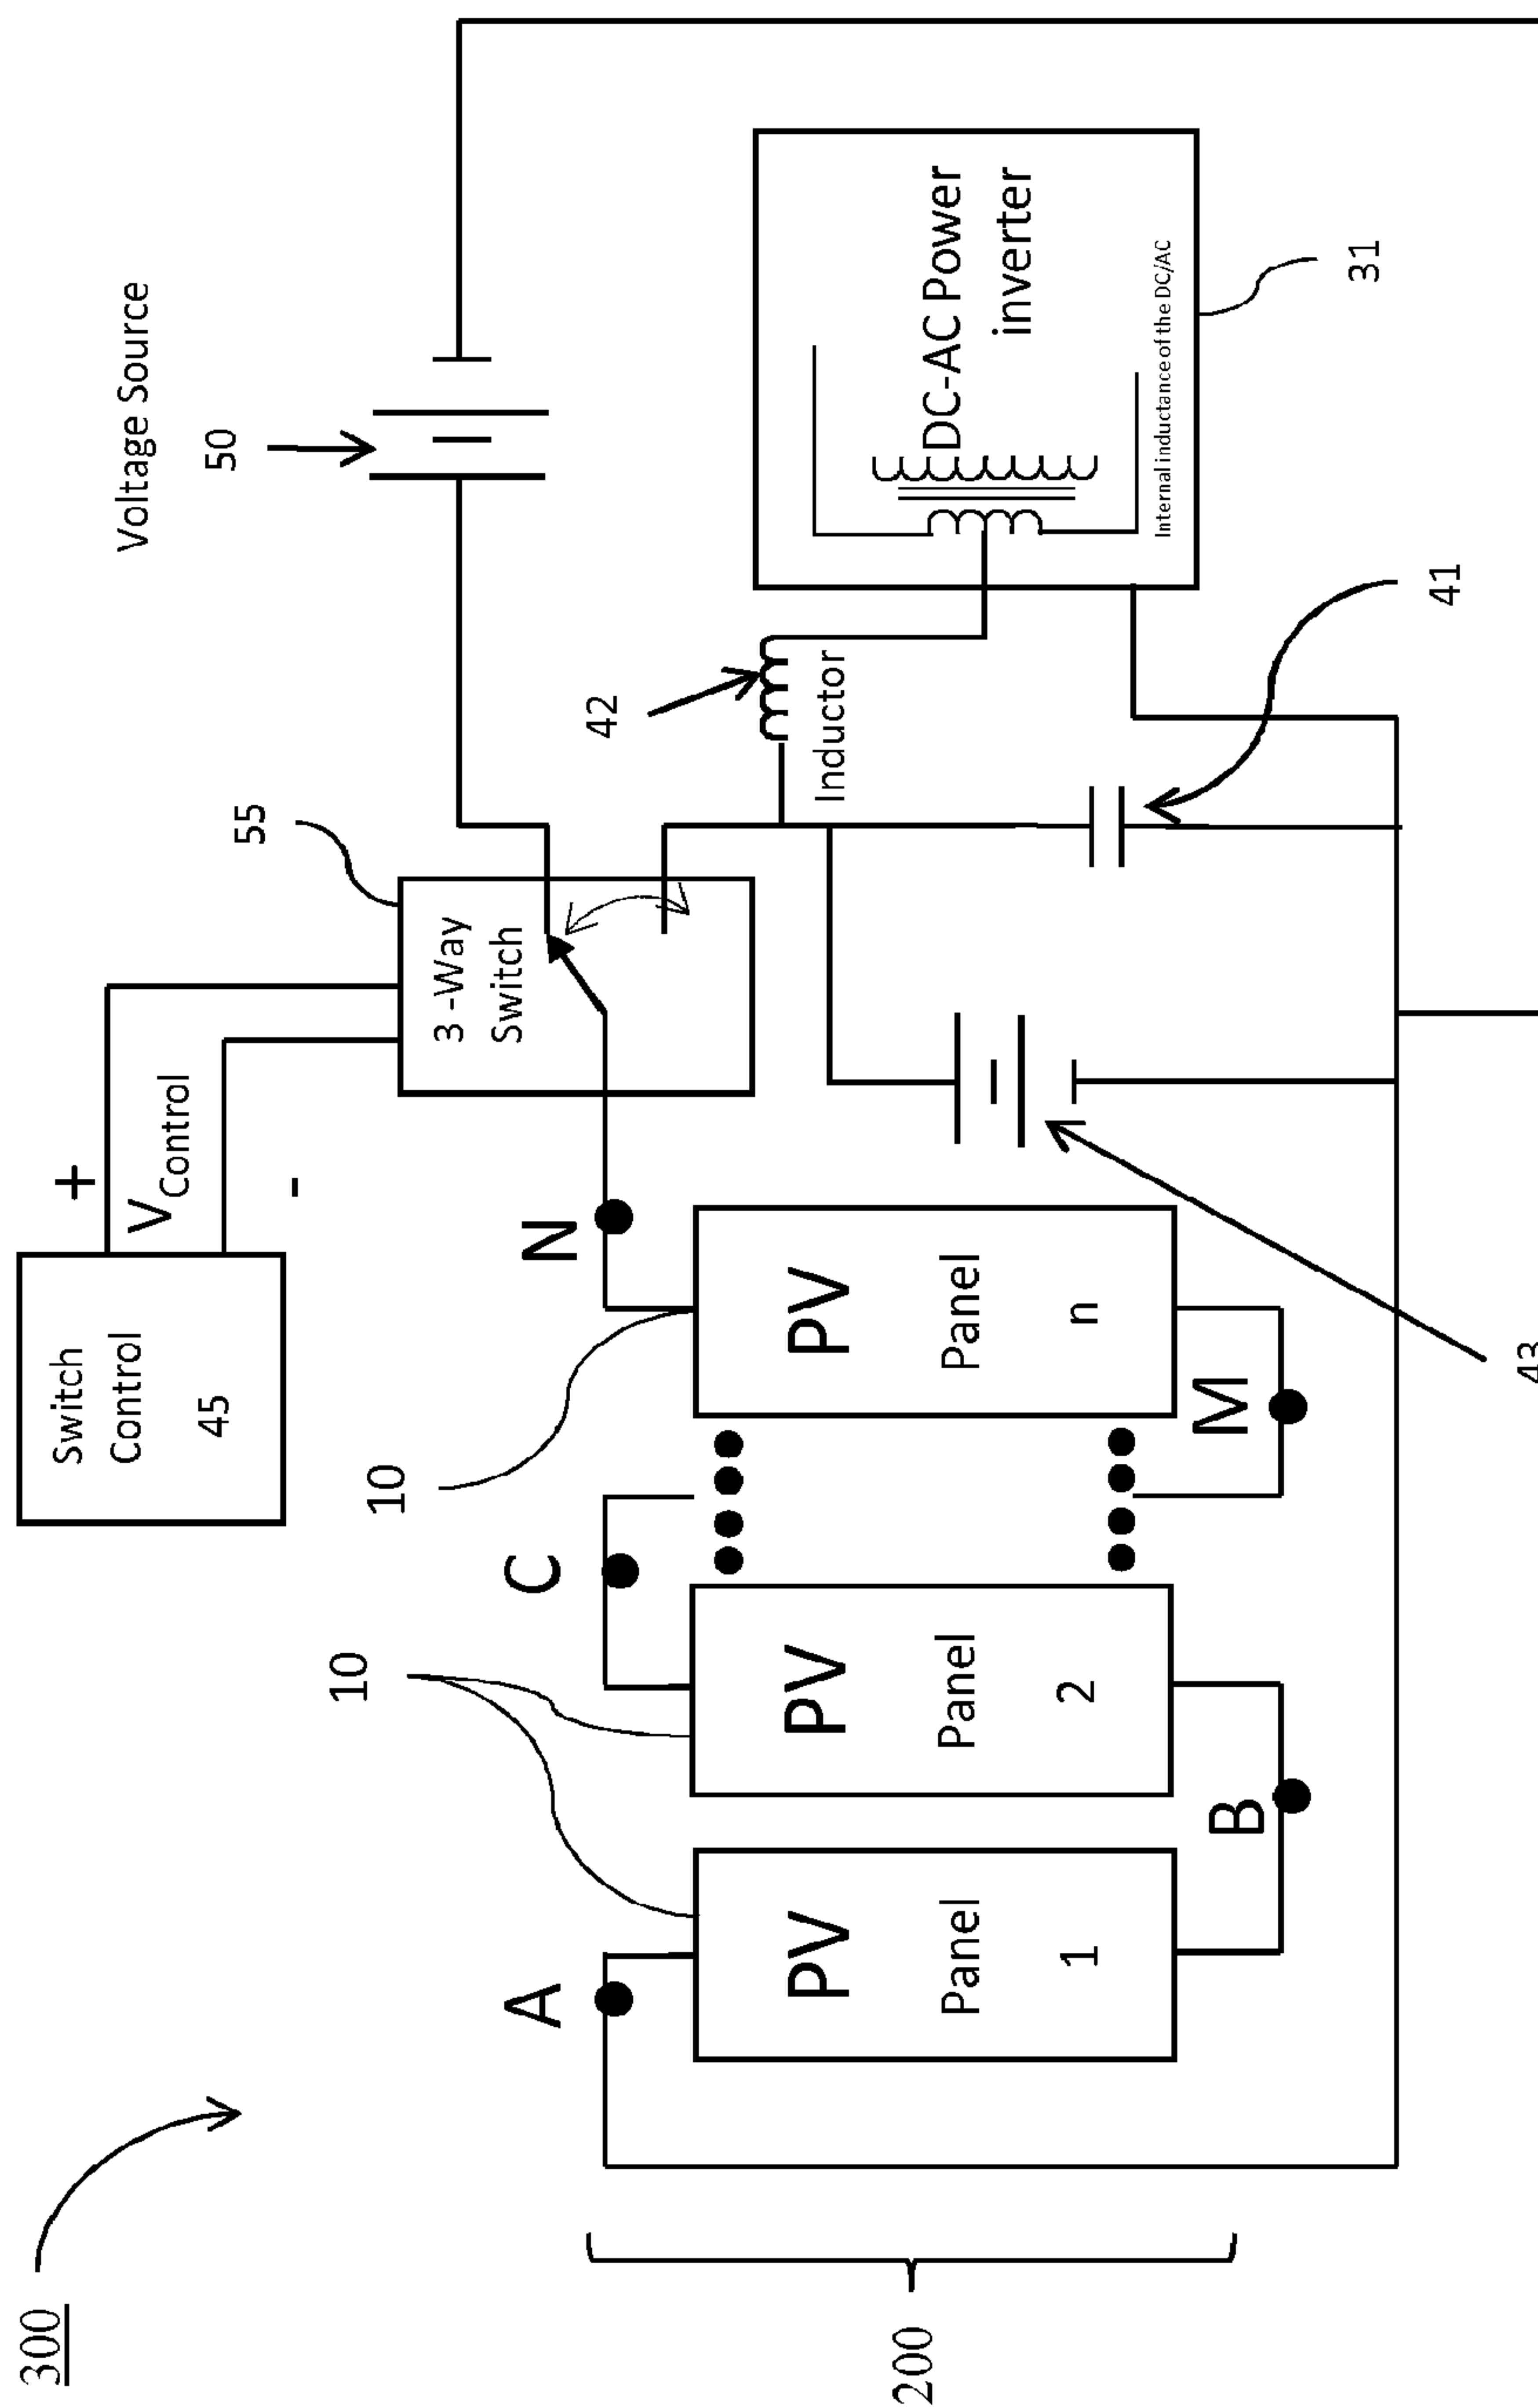 300
200
Switch
Control
45
+
VControl
-
Voltage Source
50
55
3 -Way
Switch
10
10
A
C
N
PV
Panel
1
PV
Panel
2
PV
Panel
n
B
M
42
Inductor
DC-AC Power
inverter
Internal inductance of the DC/AC
31
41
43